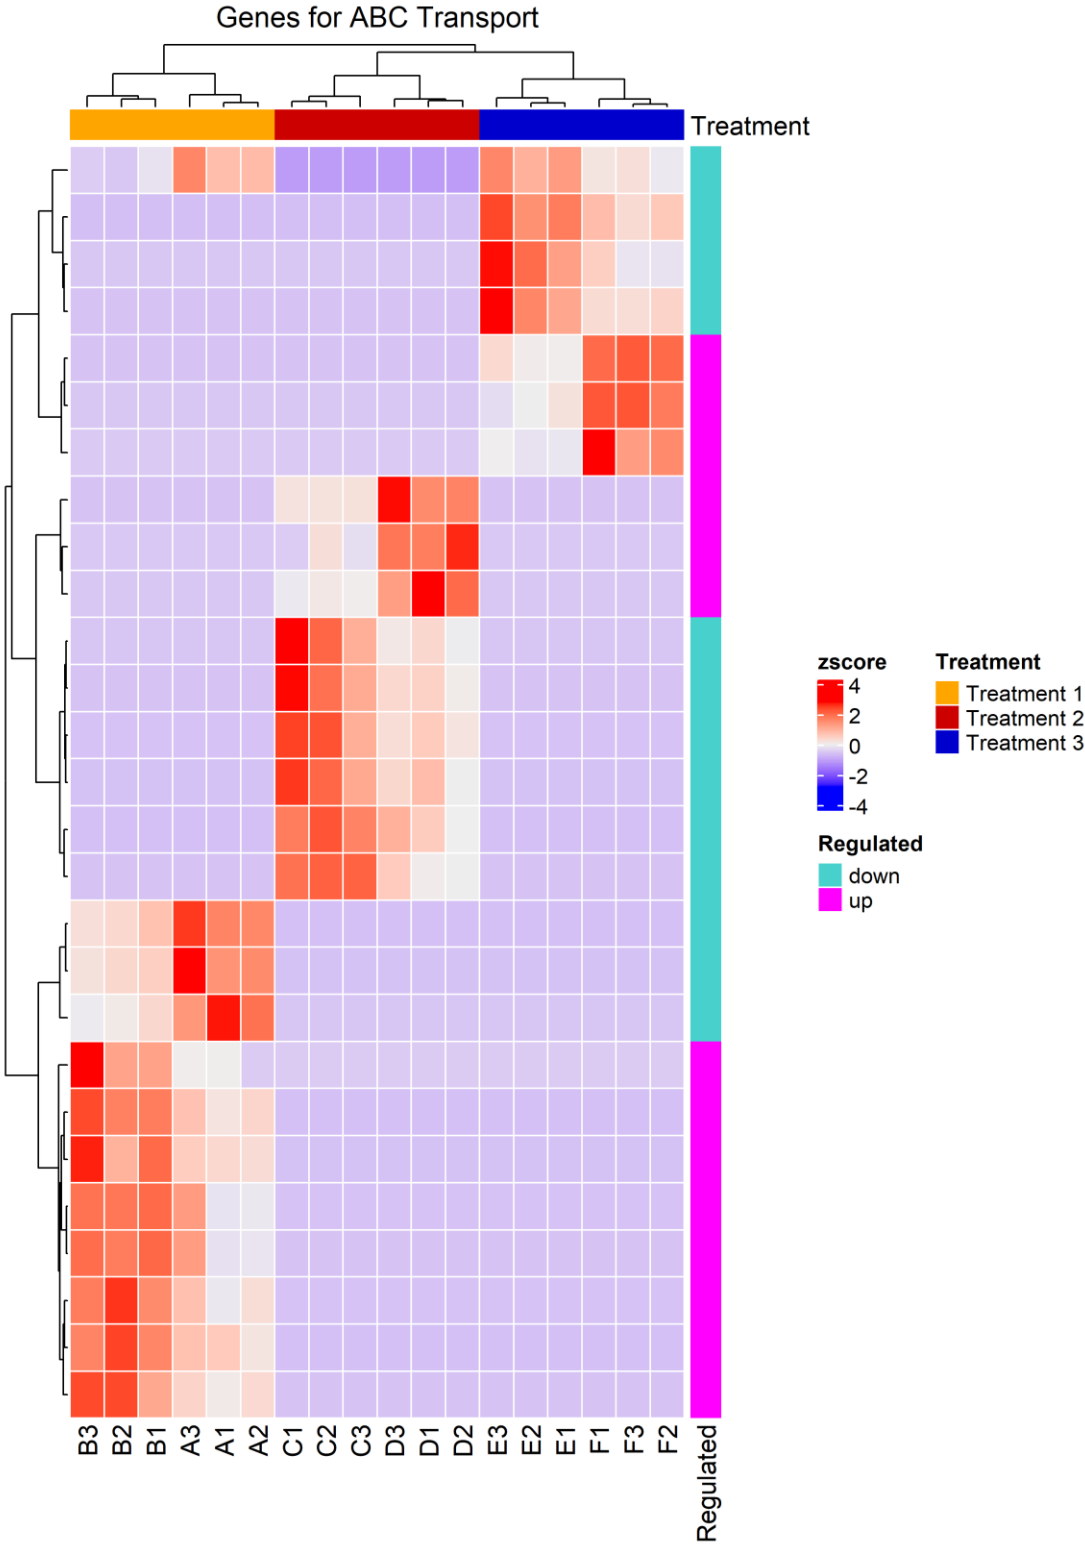 Genes for ABC Transport
Treatment
zscore
4
2
0
-2
-4
Treatment
Treatment 1
Treatment 2
Treatment 3
Regulated
down
up
B3 B2 B1 A3 A1 A2 C1 C2 C3 D3 D1 D2 E3 E2 E1 F1 F3 F2
Regulated